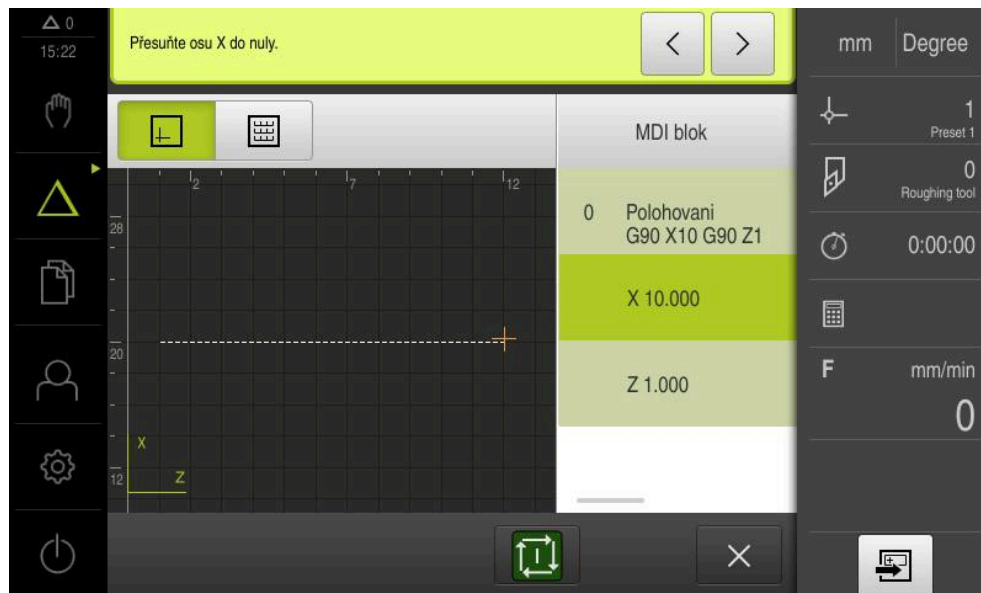 0
15:22
Přesuňte osu X do nuly.
mm Degree
1
Preset 1
0
Roughing tool
0:00:00
F mm/min
0
MDI blok
0 Polohovani
G90 X10 G90 Z1
X 10.000
Z 1.000
2 7 12
28
20
12
X
Z